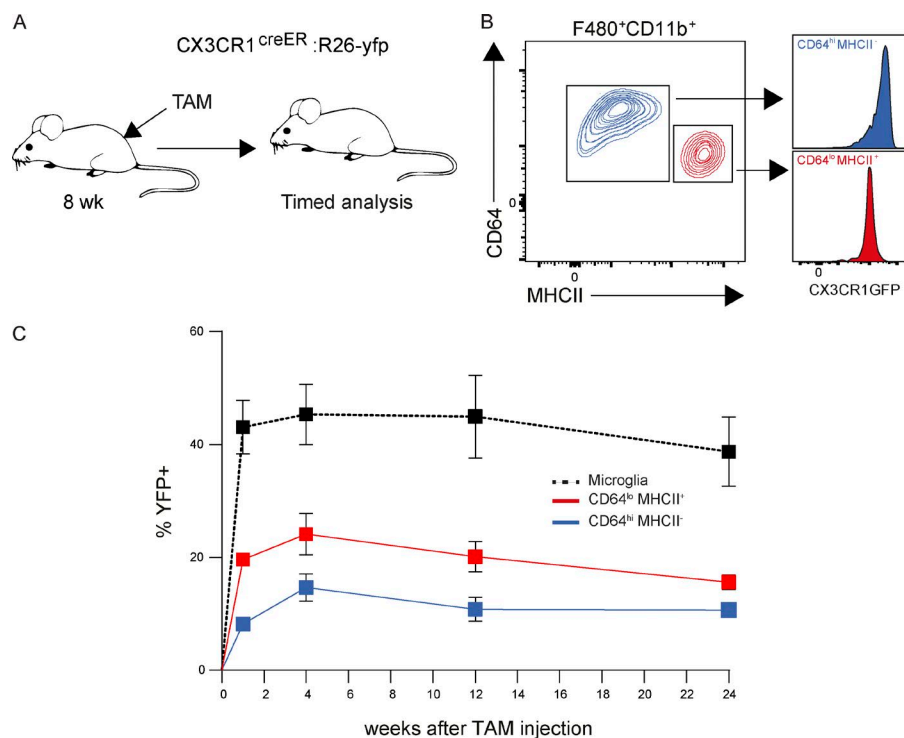 A
CX3CR1creER :R26-yfp
TAM
8 wk
Timed analysis
B
F480+CD11b+
CD64
0
0
MHCII
CD64hi MHCII-
CD64lo MHCII+
0
CX3CR1GFP
C
60
40
20
0
% YFP+
Microglia
CD64lo MHCII+
CD64hi MHCII-
0 2 4 6 8 10 12 14 16 18 20 22 24
weeks after TAM injection